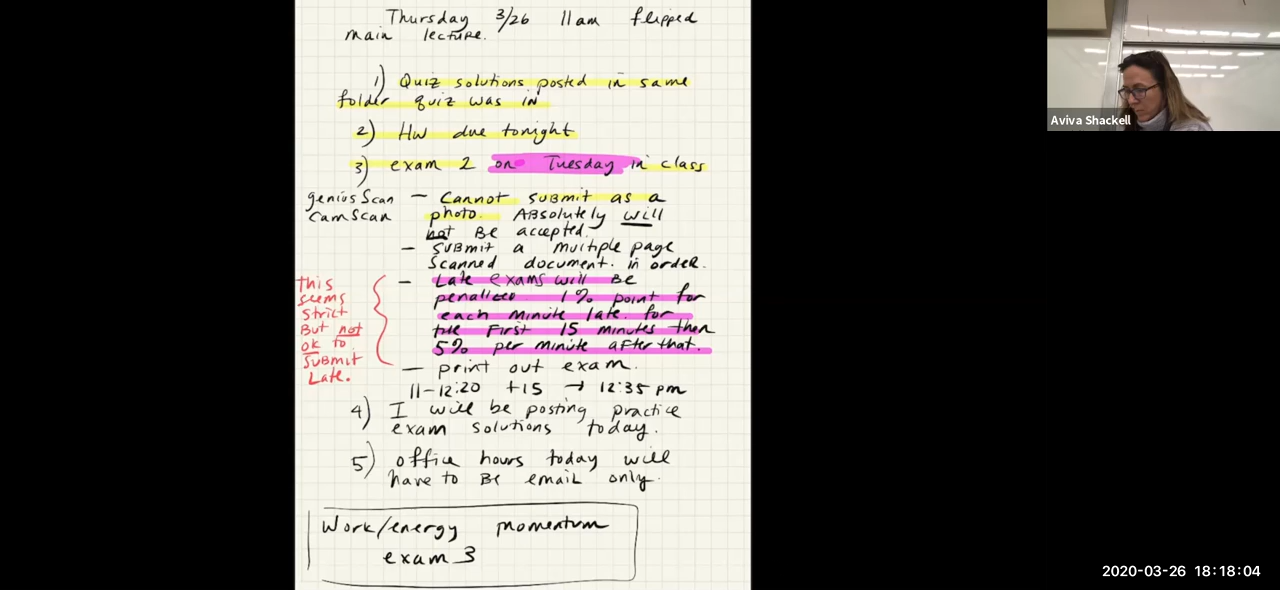 Thursday 3/26 11am flipped
main lecture.
1) Quiz solutions posted in same
folder quiz was in
2) HW due tonight
3) exam 2 on Tuesday in class
genius Scan
CamScan
- Cannot submit as a
photo. Absolutely will
not Be accepted.
- submit a multiple page
scanned document. in order.
- Late exams will Be
penalized 1% point for
each minute late. for
the First 15 minutes then
5% per minute after that.
this
seems
strict
But not
ok to
submit
Late.
- print out exam.
11-12:20 +15 → 12:35 pm
4) I will be posting practice
exam solutions today.
5) office hours today will
have to Be email only.
Work/energy momentum
exam 3
Aviva Shackell
2020-03-26 18:18:04